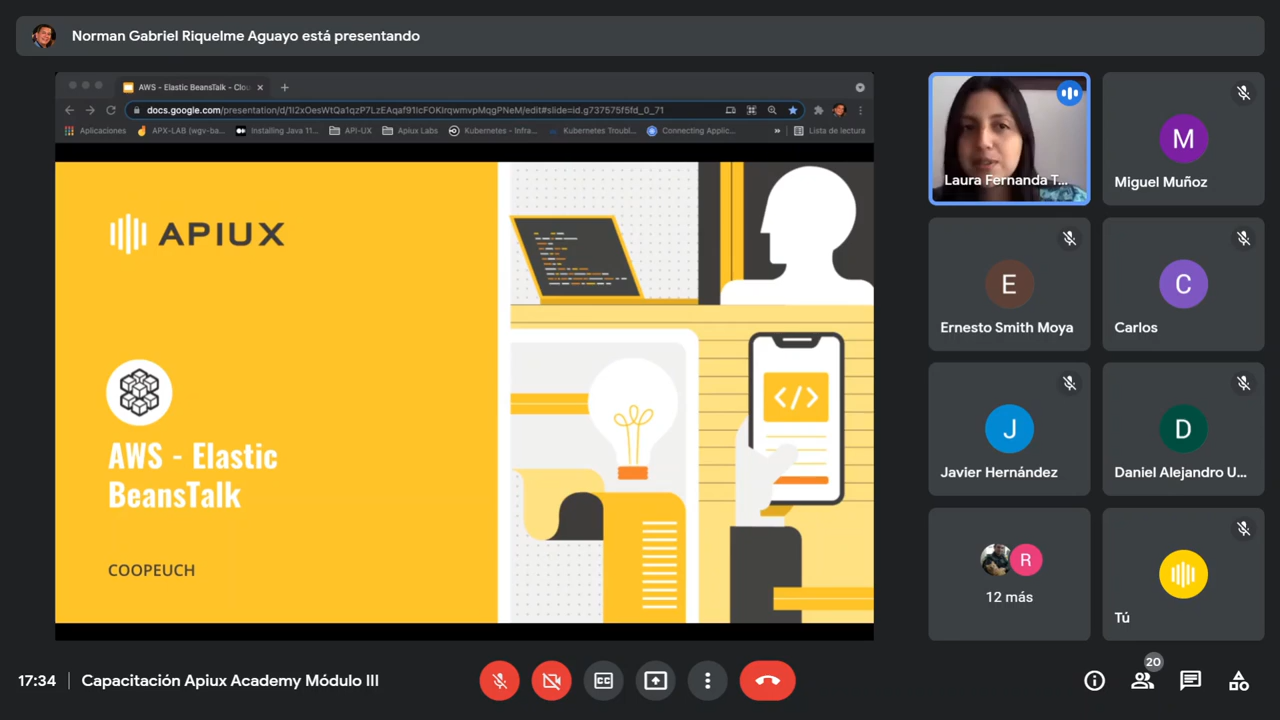 Norman Gabriel Riquelme Aguayo está presentando
AWS - Elastic BeansTalk - Clou
docs.google.com/presentation/d/1I2xOesWtQa1qzP7LzEAqaf91IcFOKIrqwmvpMqgPNeM/edit#slide=id.g737575f5fd_0_71
Aplicaciones
APX-LAB (wgv-ba...
Installing Java 11...
API-UX
Apiux Labs
Kubernetes - Infra...
Kubernetes Troubl...
Connecting Applic...
»
Lista de lectura
APIUX
AWS - Elastic
BeansTalk
COOPEUCH
</>
Laura Fernanda T...
M
Miguel Muñoz
E
Ernesto Smith Moya
C
Carlos
J
Javier Hernández
D
Daniel Alejandro U...
R
12 más
Tú
17:34 | Capacitación Apiux Academy Módulo III
CC
20